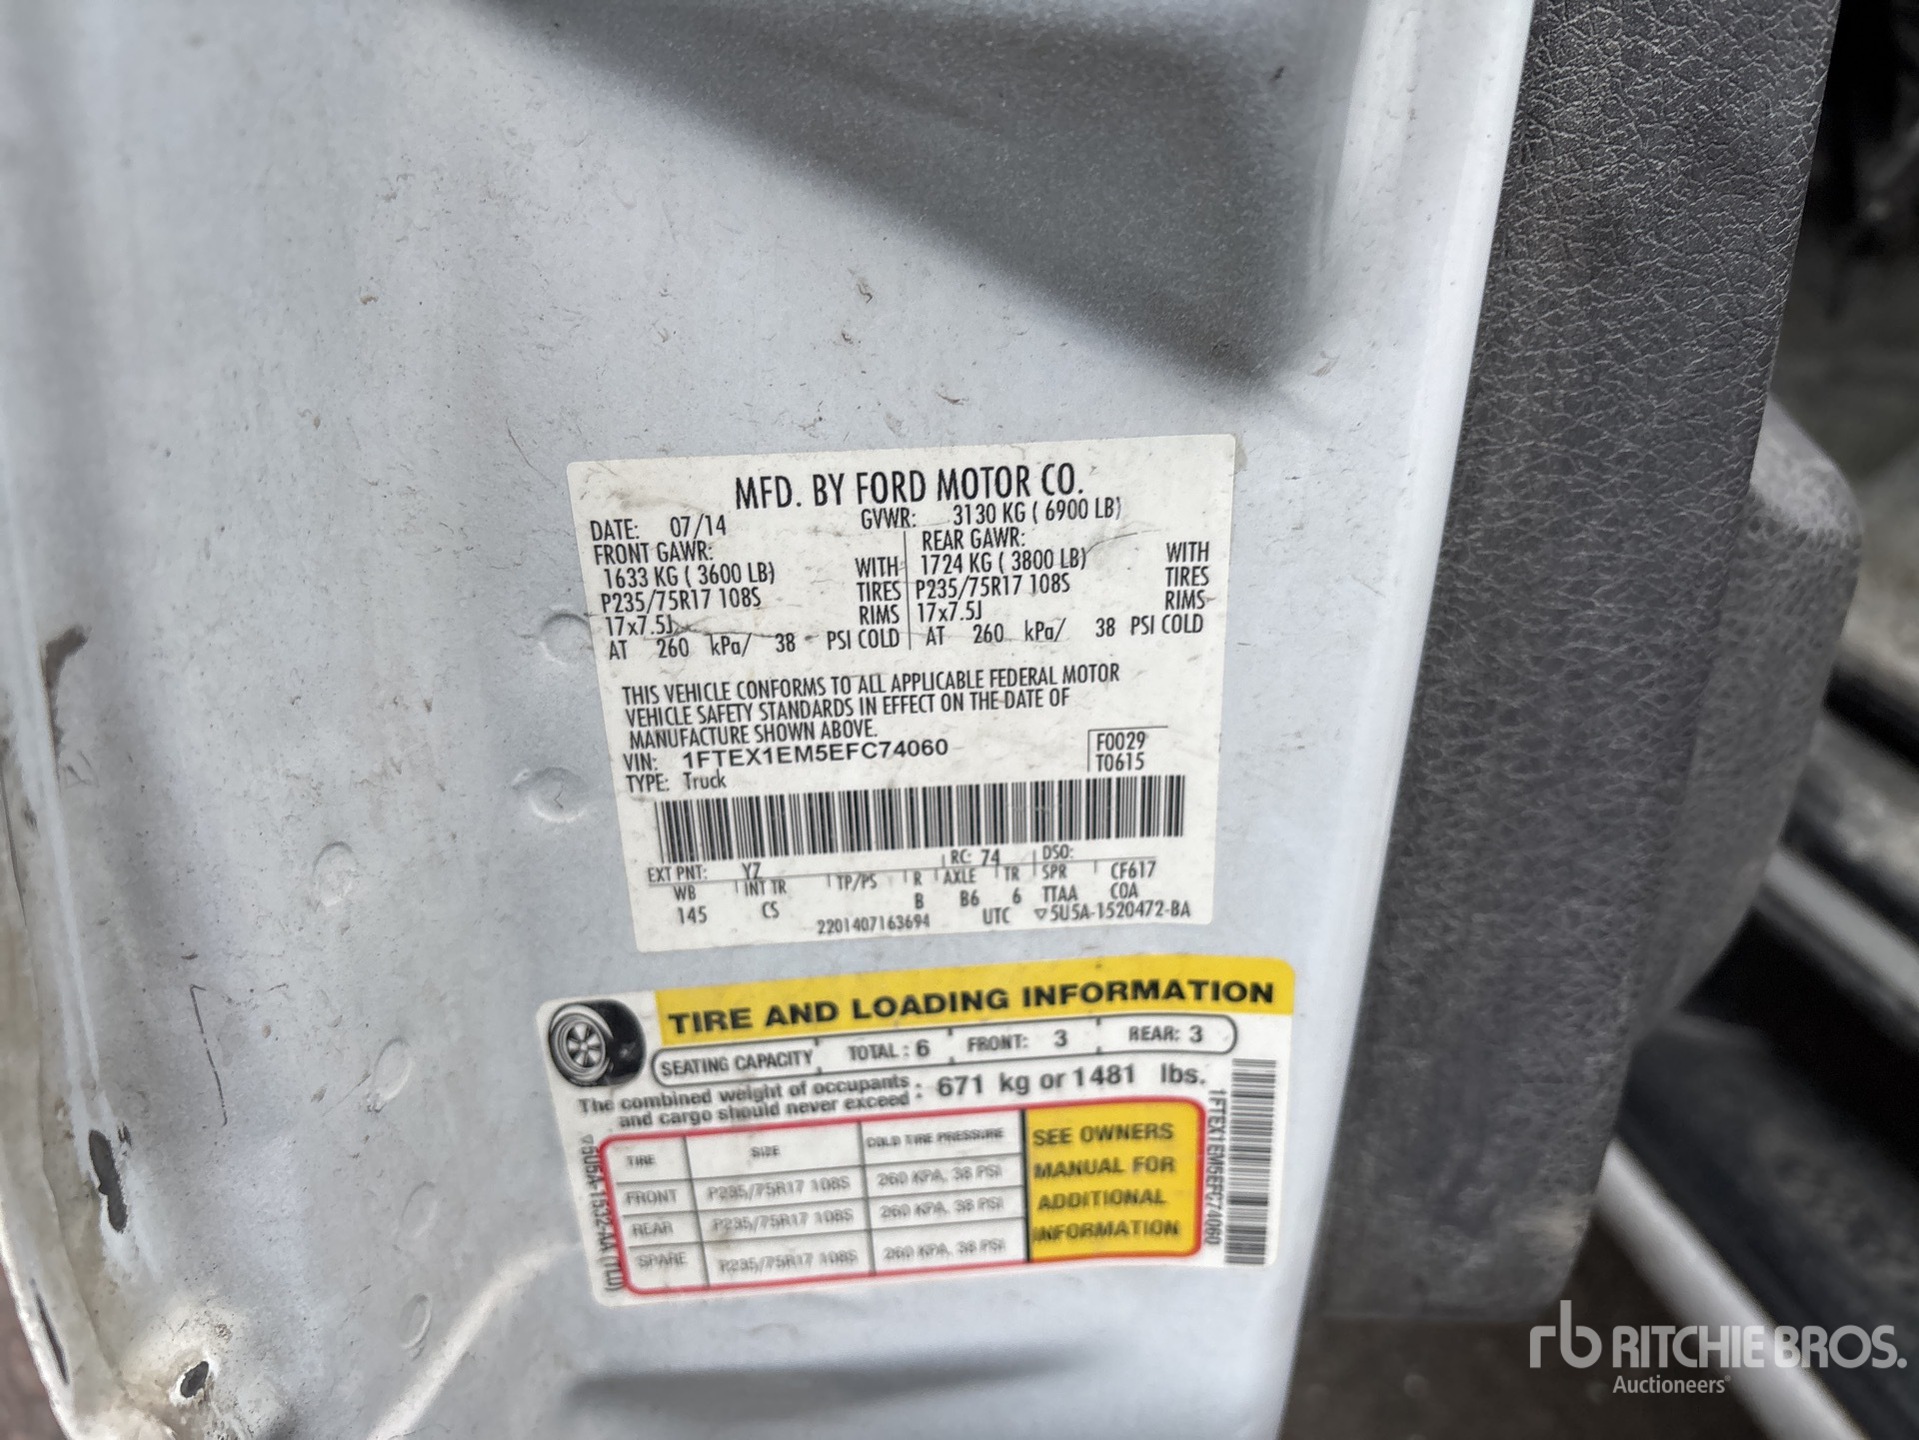 MFD. BY FORD MOTOR CO.
DATE: 07/14 GVWR: 3130 KG ( 6900 LB)
FRONT GAWR: REAR GAWR:
1633 KG ( 3600 LB) WITH 1724 KG ( 3800 LB) WITH
P235/75R17 108S TIRES P235/75R17 108S TIRES
17x7.5J RIMS 17x7.5J RIMS
AT 260 kPa/ 38 PSI COLD AT 260 kPa/ 38 PSI COLD
THIS VEHICLE CONFORMS TO ALL APPLICABLE FEDERAL MOTOR
VEHICLE SAFETY STANDARDS IN EFFECT ON THE DATE OF
MANUFACTURE SHOWN ABOVE.
VIN: 1FTEX1EM5EFC74060 F0029
TYPE: Truck T0615
EXT PNT: YZ RC: 74 DSO:
WB INT TR TP/PS R AXLE TR SPR CF617
145 CS B B6 6 TTAA COA
2201407163694 UTC ▽5U5A-1520472-BA
TIRE AND LOADING INFORMATION
SEATING CAPACITY TOTAL : 6 FRONT: 3 REAR: 3
The combined weight of occupants
and cargo should never exceed : 671 kg or 1481 lbs.
TIRE SIZE COLD TIRE PRESSURE
FRONT P235/75R17 108S 260 KPA, 38 PSI
REAR P235/75R17 108S 260 KPA, 38 PSI
SPARE P235/75R17 108S 260 KPA, 38 PSI
SEE OWNERS
MANUAL FOR
ADDITIONAL
INFORMATION
1FTEX1EM5EFC74060
▽5U5A-1532-AA (TLU)
rb RITCHIE BROS.
Auctioneers®